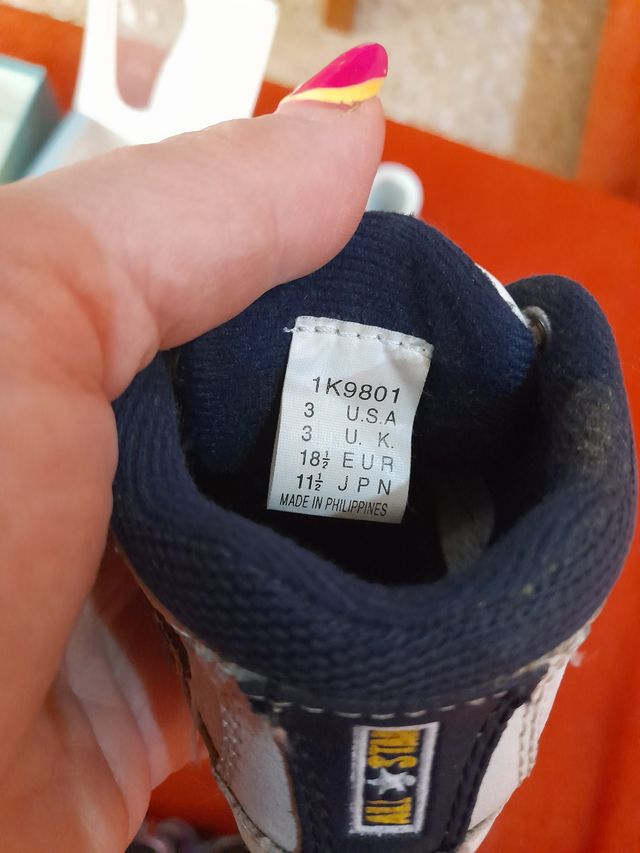 1K9801
3 U.S.A
3 U. K.
18½ EUR
11½ JPN
MADE IN PHILIPPINES
ALL STAR